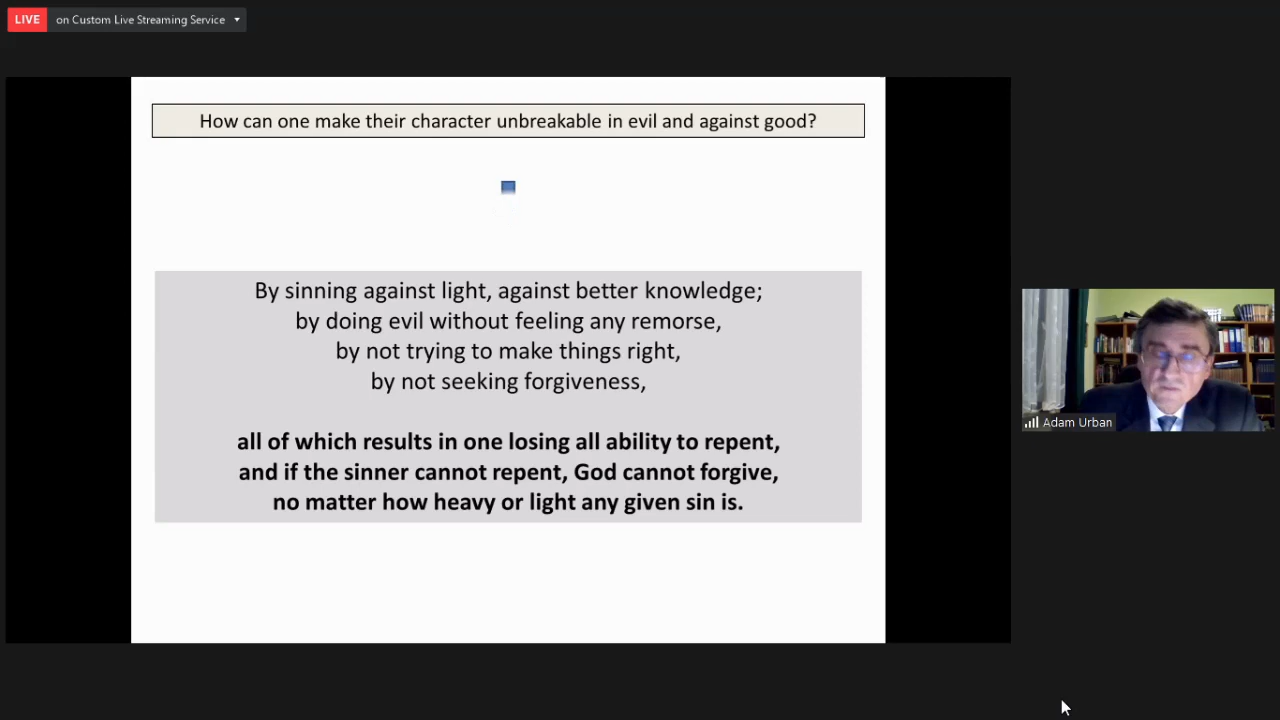 LIVE on Custom Live Streaming Service
How can one make their character unbreakable in evil and against good?
By sinning against light, against better knowledge;
by doing evil without feeling any remorse,
by not trying to make things right,
by not seeking forgiveness,
all of which results in one losing all ability to repent,
and if the sinner cannot repent, God cannot forgive,
no matter how heavy or light any given sin is.
Adam Urban